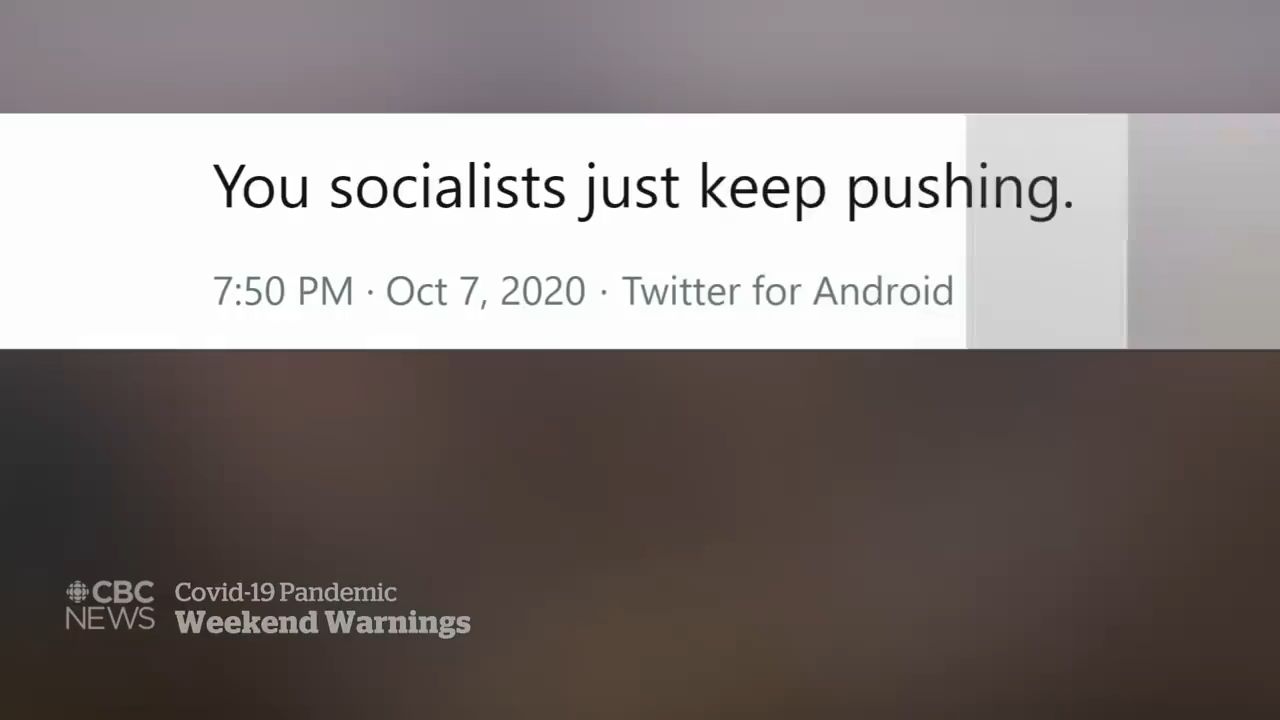 You socialists just keep pushing.
7:50 PM · Oct 7, 2020 · Twitter for Android
CBC
NEWS
Covid-19 Pandemic
Weekend Warnings